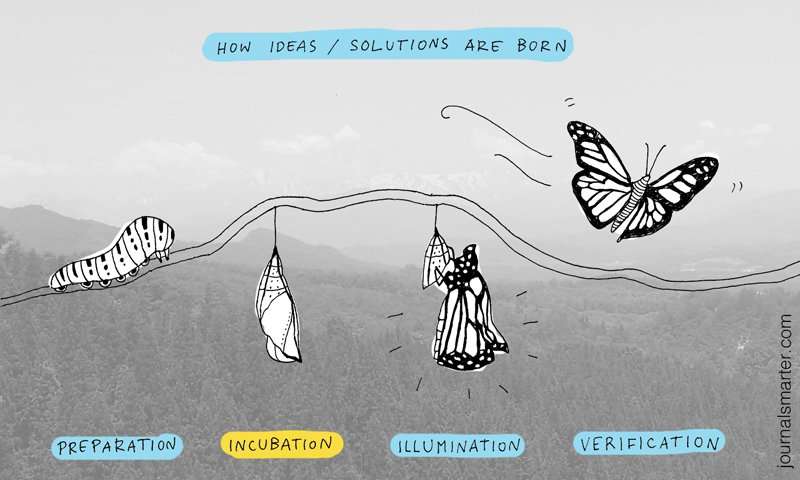 HOW IDEAS / SOLUTIONS ARE BORN
PREPARATION
INCUBATION
ILLUMINATION
VERIFICATION
journalsmarter.com